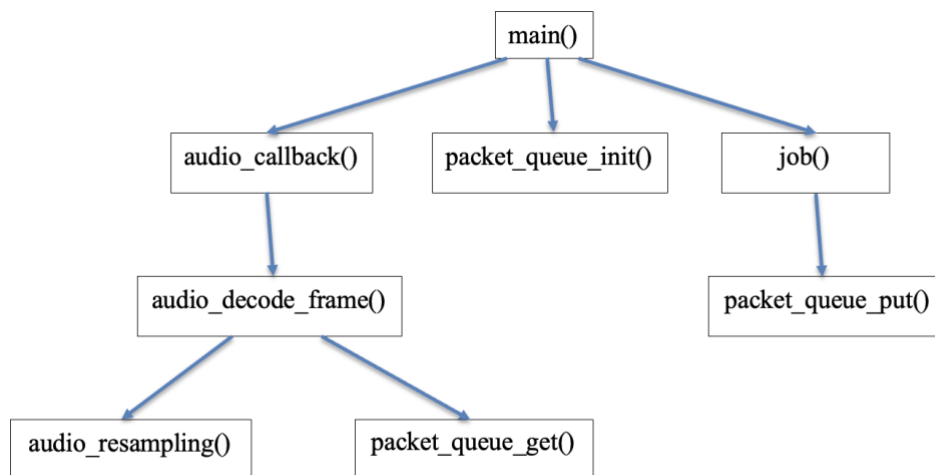 main()
audio_callback()
packet_queue_init()
job()
audio_decode_frame()
packet_queue_put()
audio_resampling()
packet_queue_get()